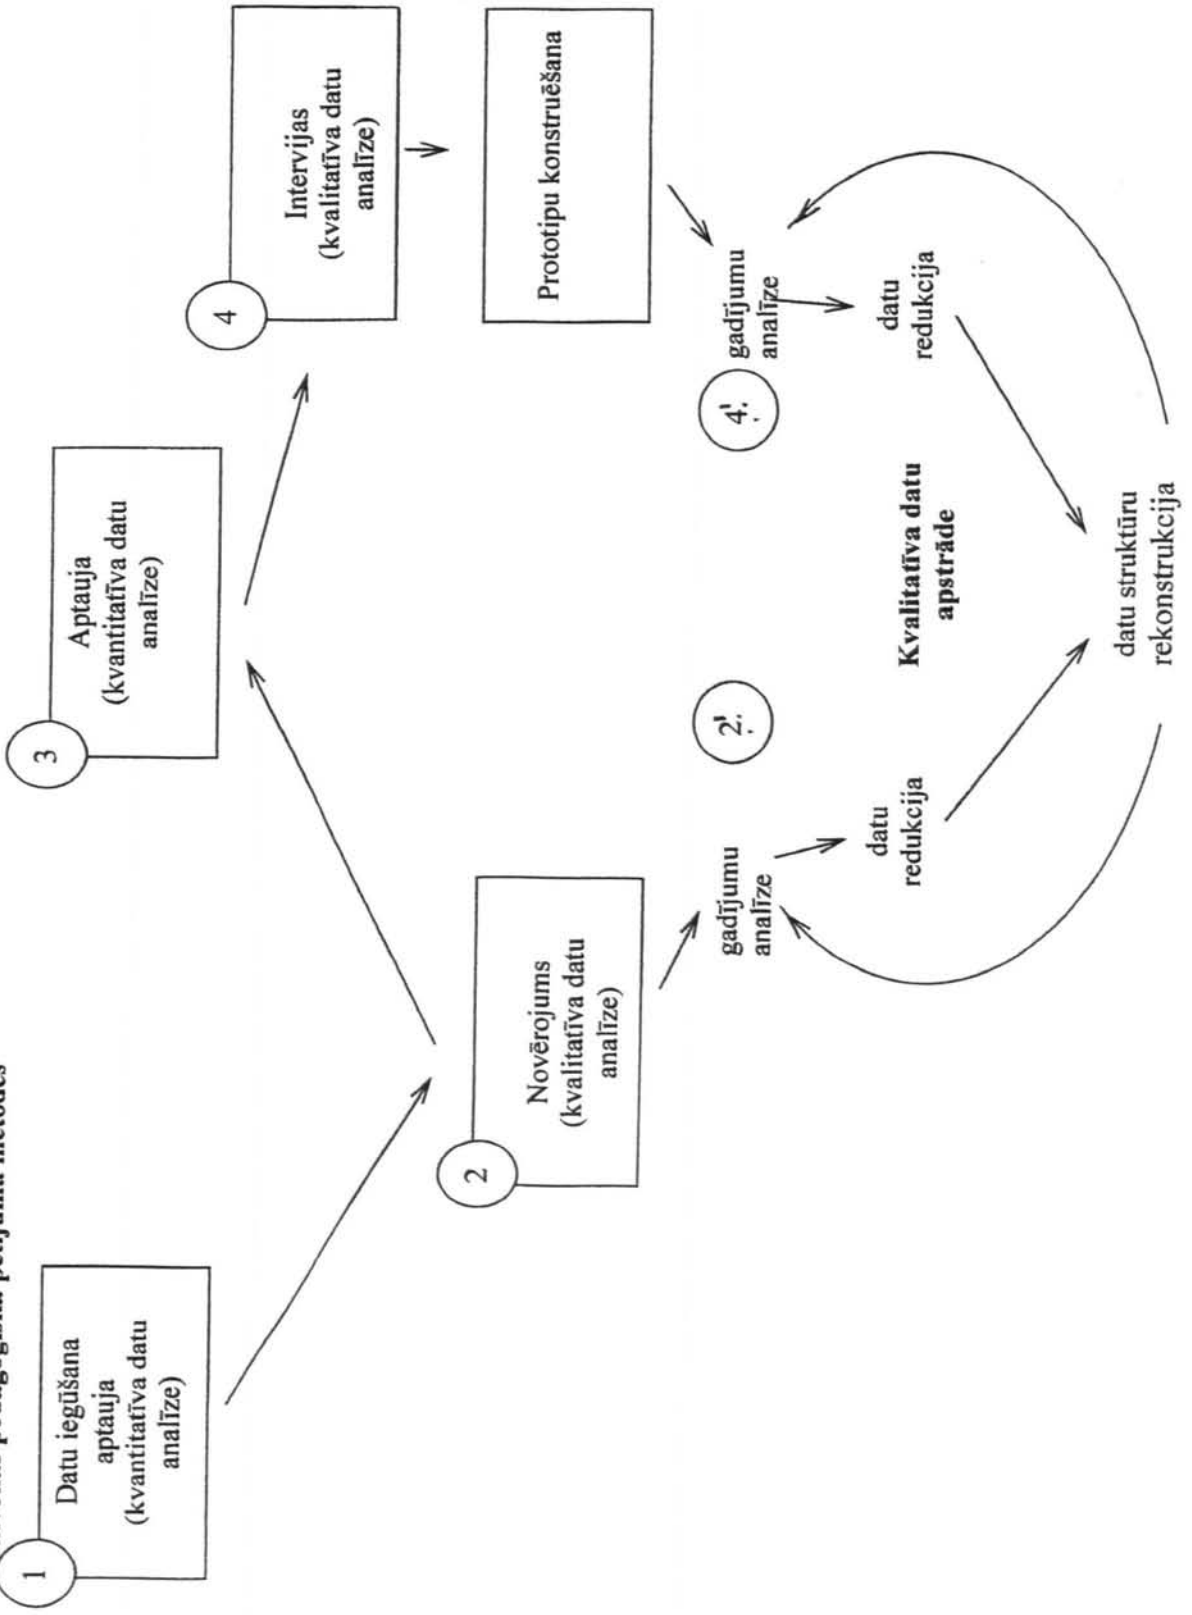 pedagoģiskā pētījuma metodes
1
Datu iegūšana
aptauja
(kvantitatīva datu
analīze)
2
Novērojums
(kvalitatīva datu
analīze)
3
Aptauja
(kvantitatīva datu
analīze)
4
Intervijas
(kvalitatīva datu
analīze)
Prototipu konstruēšana
gadījumu
analīze
2!
datu
redukcija
4!
gadījumu
analīze
datu
redukcija
Kvalitatīva datu
apstrāde
datu struktūru
rekonstrukcija